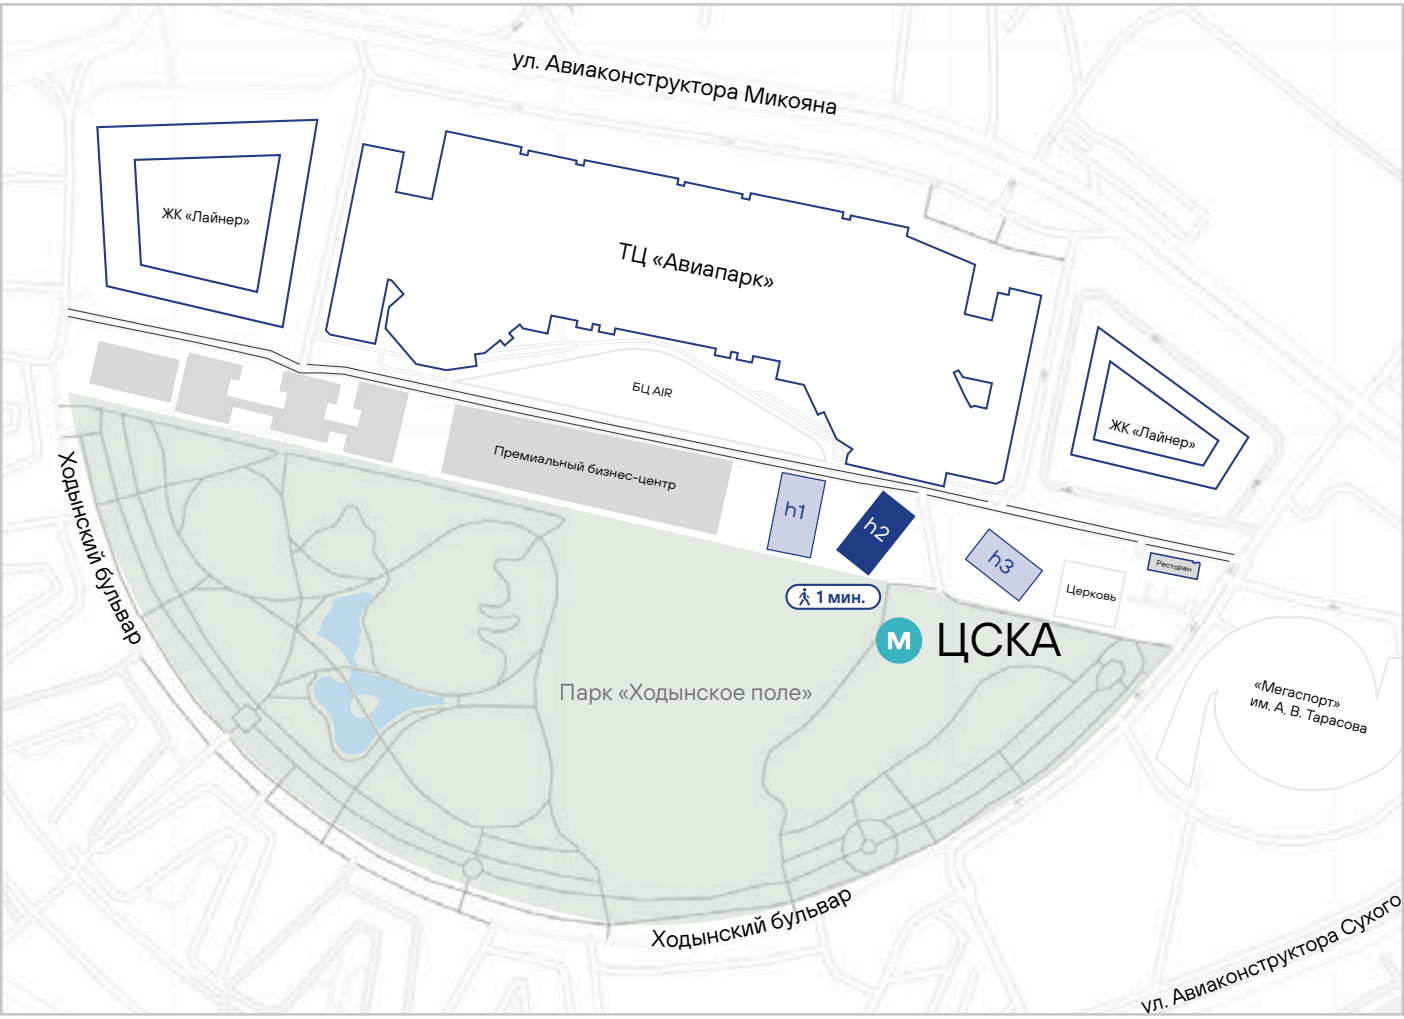 ул. Авиаконструктора Микояна
ЖК «Лайнер»
ТЦ «Авиапарк»
БЦ AIR
ЖК «Лайнер»
Премиальный бизнес-центр
h1
h2
h3
Ресторан
Церковь
1 мин.
М ЦСКА
Ходынский бульвар
Парк «Ходынское поле»
«Мегаспорт»
им. А. В. Тарасова
Ходынский бульвар
ул. Авиаконструктора Сухого